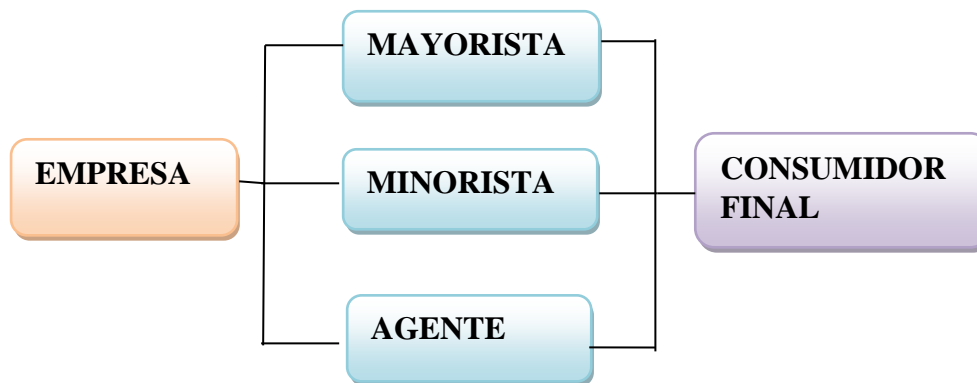 EMPRESA
MAYORISTA
MINORISTA
AGENTE
CONSUMIDOR
FINAL